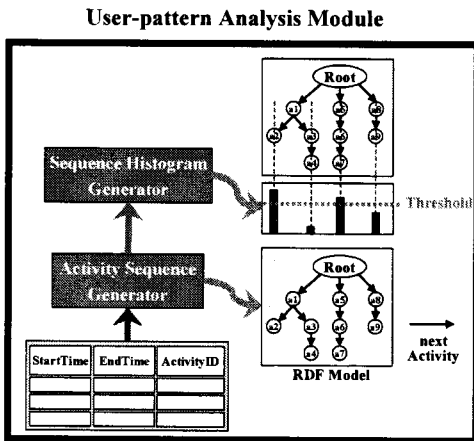 User-pattern Analysis Module
Root
a1 a5 a8
a2 a3 a6 a9
a4 a7
Sequence Histogram
Generator
Threshold
Activity Sequence
Generator
Root
a1 a5 a8
a2 a3 a6 a9
a4 a7
next
Activity
RDF Model
StartTime EndTime ActivityID